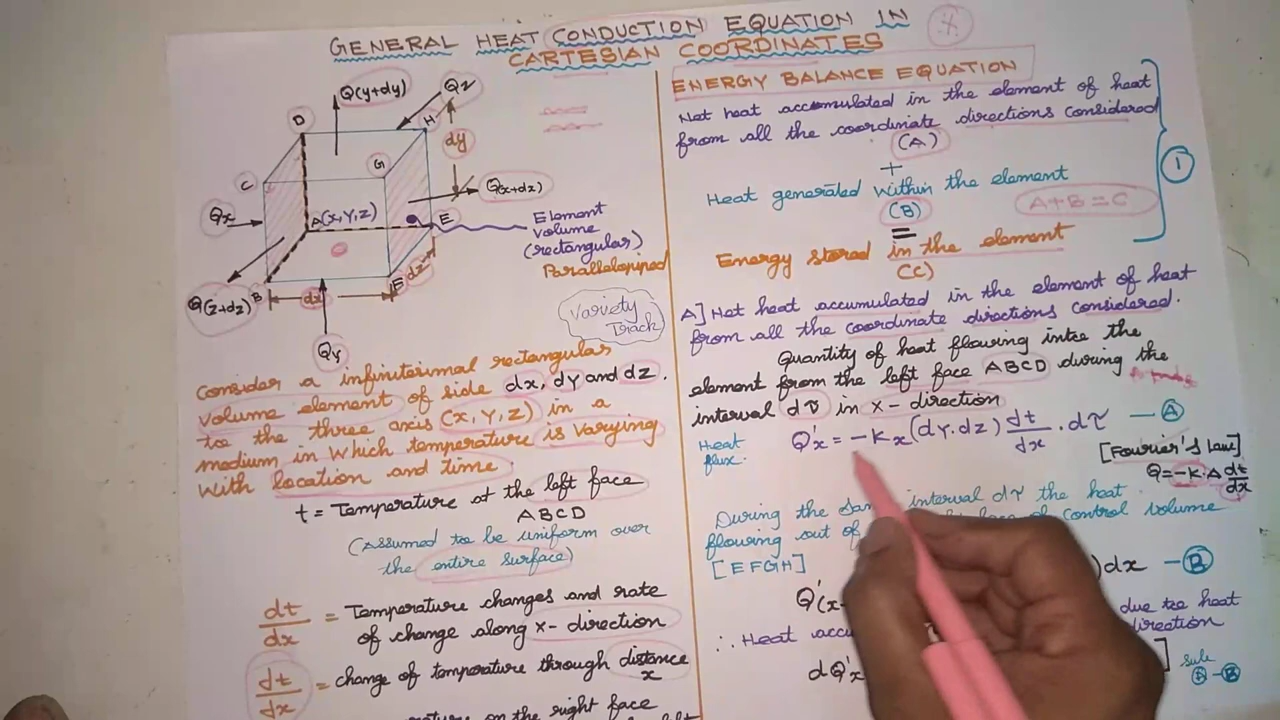 GENERAL HEAT CONDUCTION EQUATION IN
CARTESIAN COORDINATES
Q(y+dy)
Qz
D
H
dy
G
C
Q(x+dx)
Qx
A(x,Y,z)
E
Element
volume
(rectangular)
Parallelopiped
dz
B
F
dx
Q(z+dz)
Qy
Variety
Track
Consider a infinitesimal rectangular
volume element of side dx, dy and dz.
to the three axis (X, Y, Z) in a
medium in which temperature is varying
with location and time.
t = Temperature at the left face
ABCD
(Assumed to be uniform over
the entire surface)
dt/dx = Temperature changes and rate
of change along x-direction
dt/dx = change of temperature through distance
x
on the right face
ENERGY BALANCE EQUATION
Net heat accumulated in the element of heat
from all the coordinate directions considered
(A)
+
Heat generated within the element
(B)
A+B=C
=
Energy stored in the element
(C)
1
A] Net heat accumulated in the element of heat
from all the coordinate directions considered.
Quantity of heat flowing into the
element from the left face ABCD during the
interval dτ in x-direction
Heat
flux.
Q'x = -Kx (dy.dz) dt/dx . dτ — A
[Fourier's Law]
Q = -K.A dt/dx
During the interval dτ the heat
flowing out of face of control volume
[EFGH]
Q'(x )dx — B
∴ Heat due to heat
direction
dQ'x ]
A - B